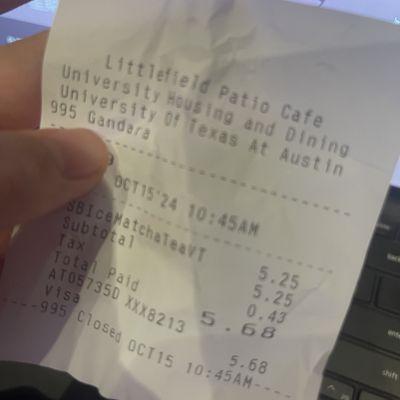 Littlefield Patio Cafe
University Housing and Dining
University Of Texas At Austin
995 Gandara
OCT15'24 10:45AM
SBIceMatchaTeaVT 5.25
Subtotal 5.25
Tax 0.43
Total Paid 5.68
AT05735D XXX8213
Visa 5.68
----995 Closed OCT15 10:45AM----